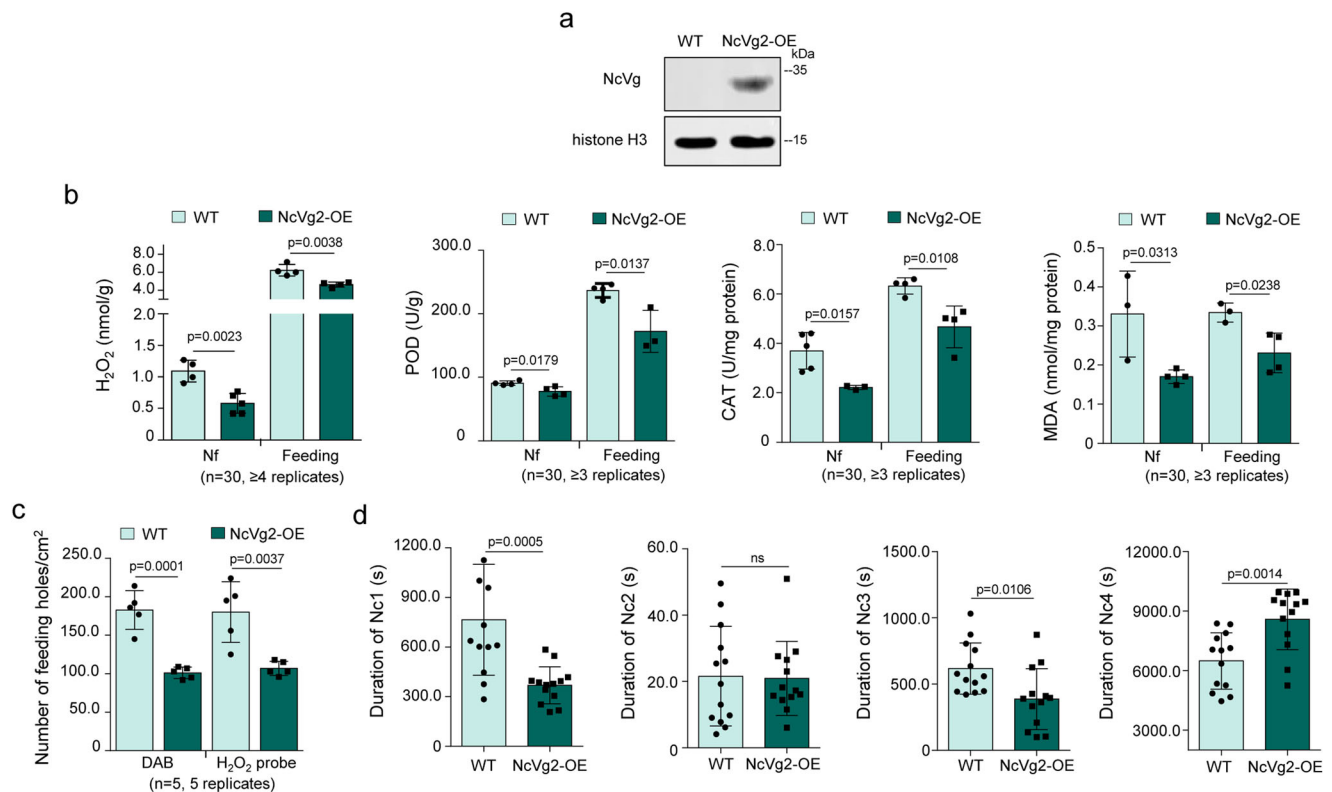 a
WT NcVg2-OE
kDa
NcVg
--35
histone H3
--15
b
WT NcVg2-OE
H₂O₂ (nmol/g)
8.0
6.0
4.0
2.0
1.0
0.5
0
p=0.0023
p=0.0038
Nf Feeding
(n=30, ≥4 replicates)
WT NcVg2-OE
POD (U/g)
300.0
200.0
100.0
0.0
p=0.0179
p=0.0137
Nf Feeding
(n=30, ≥3 replicates)
WT NcVg2-OE
CAT (U/mg protein)
8.0
6.0
4.0
2.0
0.0
p=0.0157
p=0.0108
Nf Feeding
(n=30, ≥3 replicates)
WT NcVg2-OE
MDA (nmol/mg protein)
0.5
0.4
0.3
0.2
0.1
0
p=0.0313
p=0.0238
Nf Feeding
(n=30, ≥3 replicates)
c
WT NcVg2-OE
Number of feeding holes/cm²
250.0
200.0
150.0
100.0
50.0
0.0
p=0.0001
p=0.0037
DAB H₂O₂ probe
(n=5, 5 replicates)
d
Duration of Nc1 (s)
1200.0
900.0
600.0
300.0
0.0
p=0.0005
WT NcVg2-OE
Duration of Nc2 (s)
60.0
40.0
20.0
0
ns
WT NcVg2-OE
Duration of Nc3 (s)
1500.0
1000.0
500.0
0
p=0.0106
WT NcVg2-OE
Duration of Nc4 (s)
9000.0
6000.0
3000.0
p=0.0014
WT NcVg2-OE